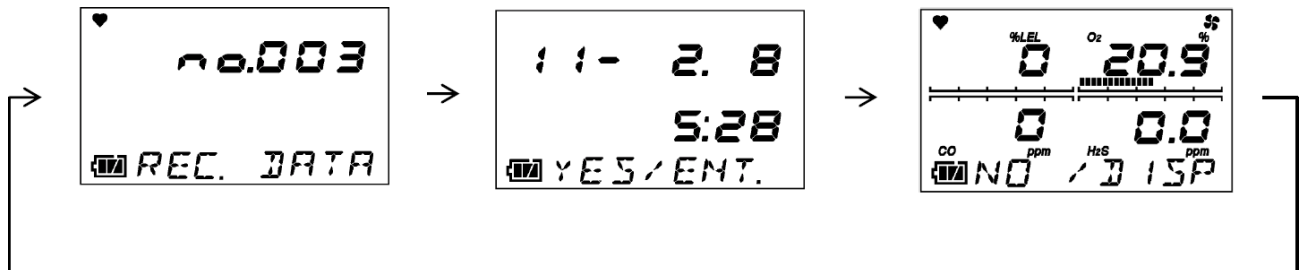 no.003
REC. DATA
11- 2. 8
5:28
YES/ENT.
%LEL O2 %
0 20.9
0 0.0
CO ppm H2S ppm
NO /DISP